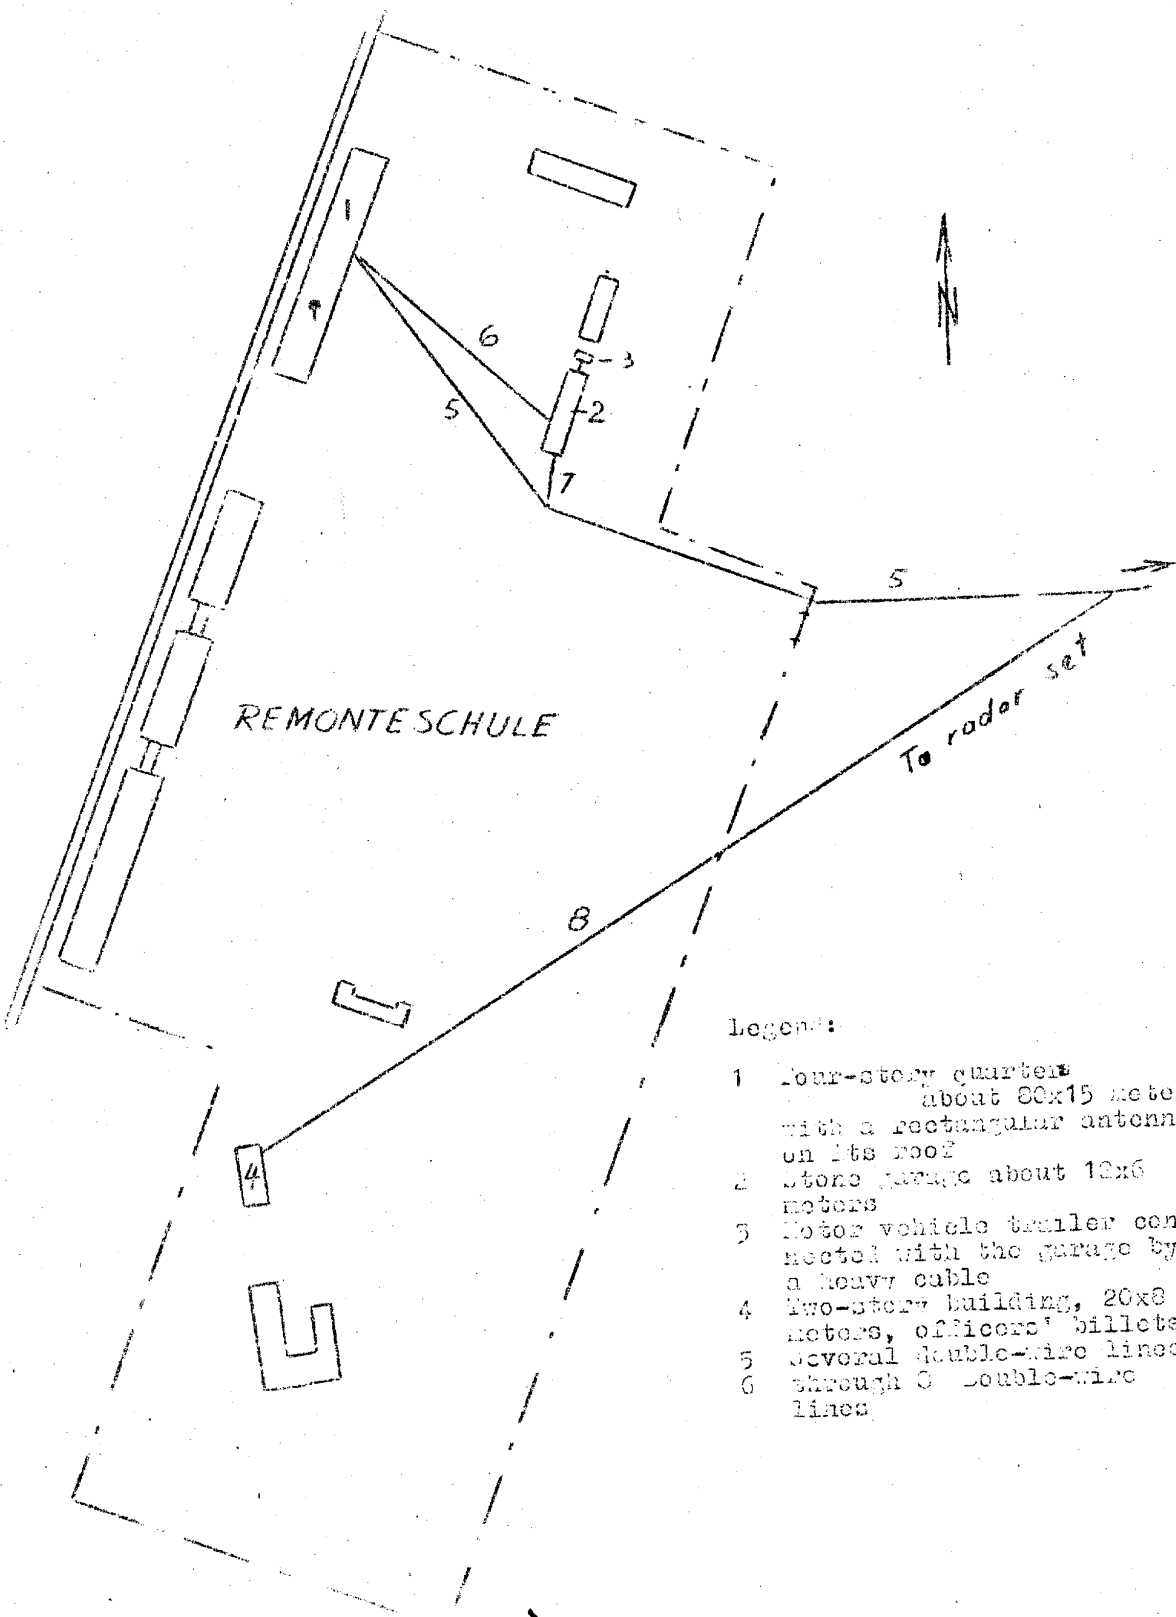 1
N
6
3
5
2
7
5
REMONTESCHULE
To radar set
8
4
Legend:
1 Four-story quarters
about 80x15 mete
with a rectangular antenn
on its roof
2 Stone garage about 12x6
meters
3 Motor vehicle trailer con
nected with the garage by
a heavy cable
4 Two-story building, 20x8
meters, officers' billets
5 Several double-wire lines
6 through 8 Double-wire
lines